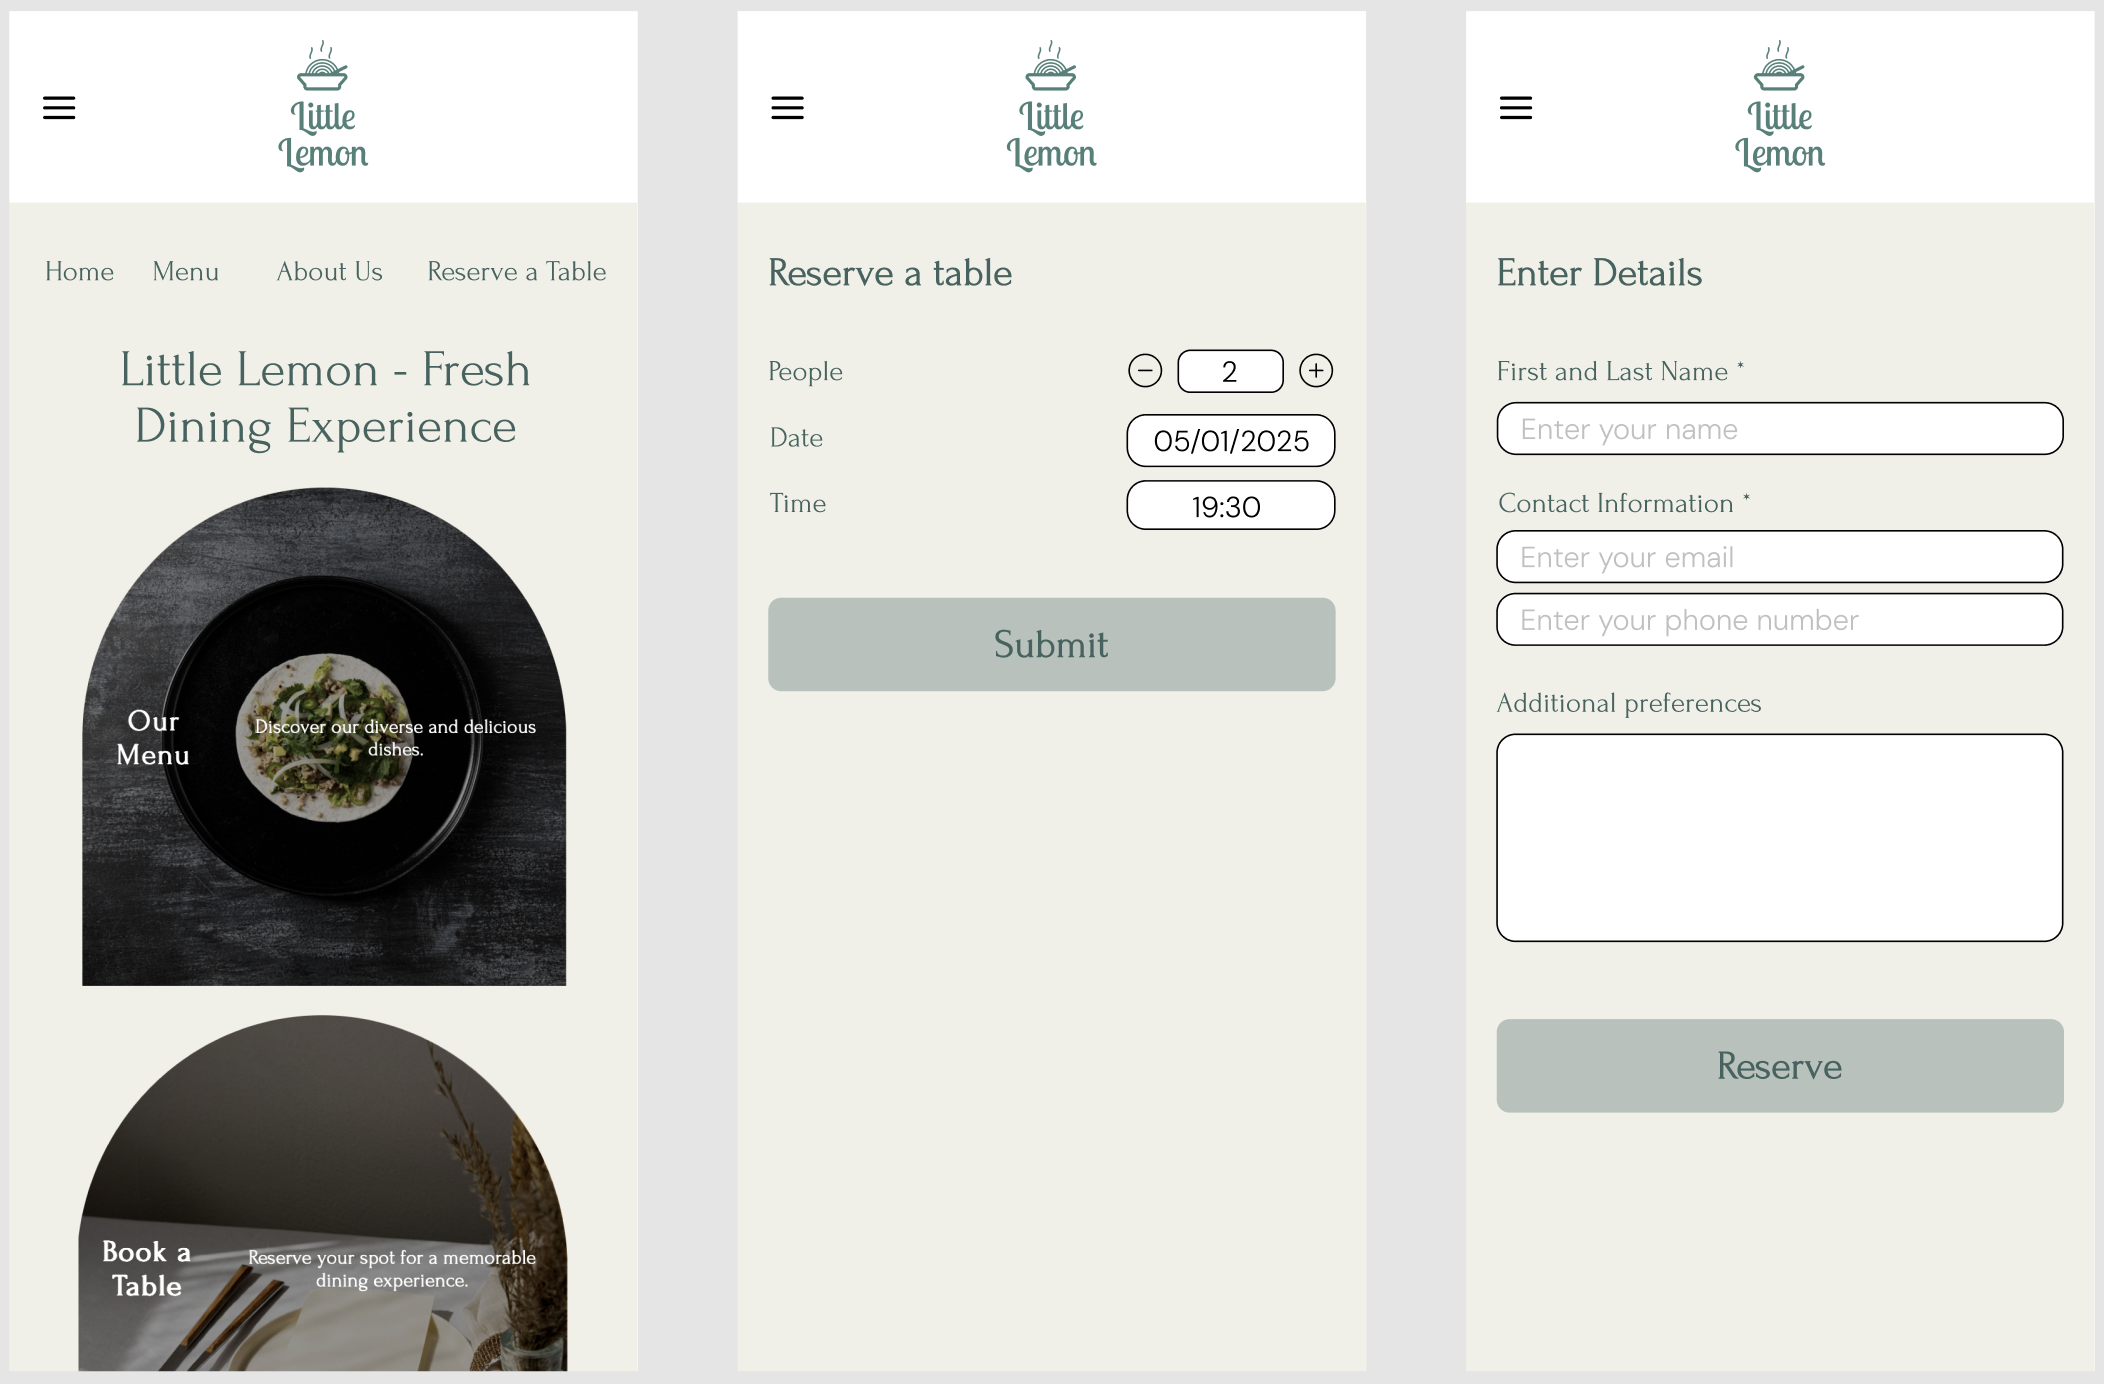 Little
Lemon
Home Menu About Us Reserve a Table
Little Lemon - Fresh
Dining Experience
Our
Menu
Discover our diverse and delicious
dishes.
Book a
Table
Reserve your spot for a memorable
dining experience.
Little
Lemon
Reserve a table
People
2
Date
05/01/2025
Time
19:30
Submit
Little
Lemon
Enter Details
First and Last Name *
Enter your name
Contact Information *
Enter your email
Enter your phone number
Additional preferences
Reserve